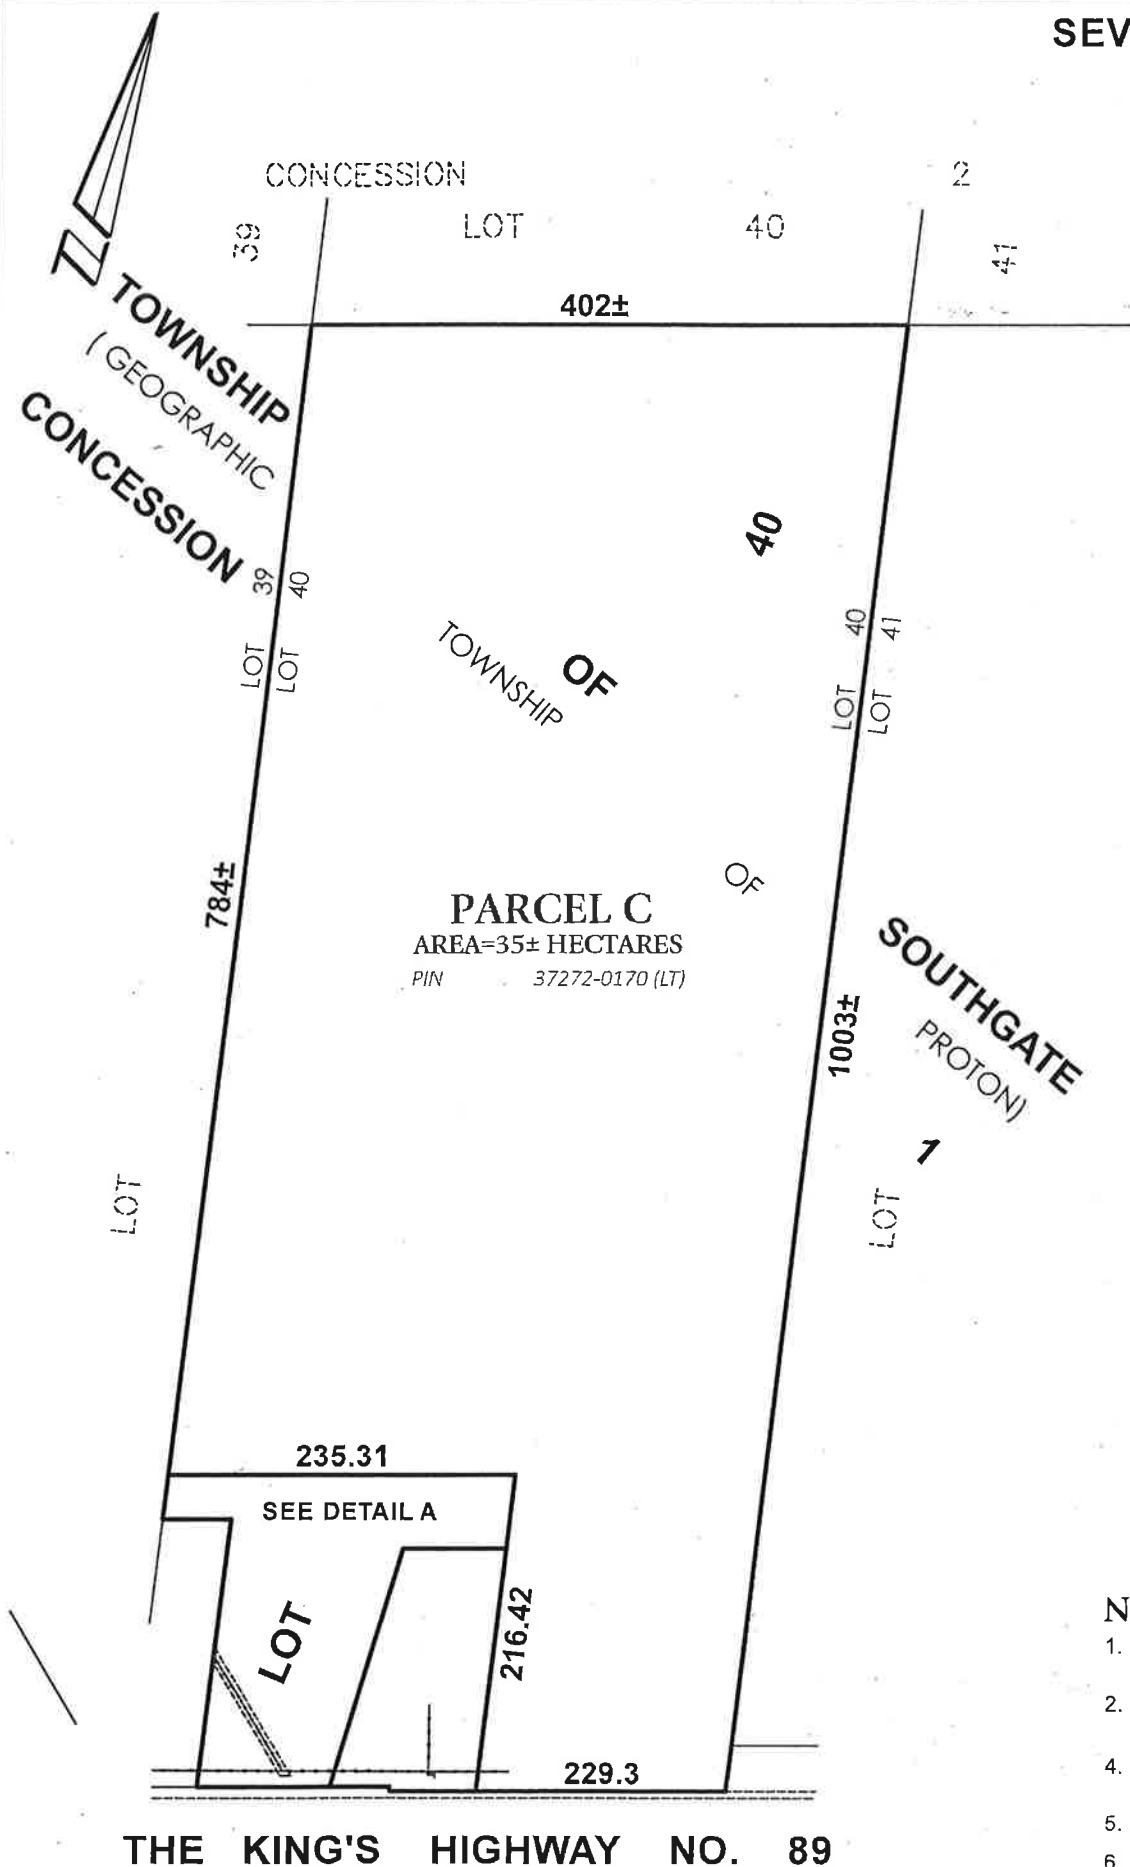 SEV
CONCESSION 2
39 LOT 40 41
402±
TOWNSHIP
( GEOGRAPHIC
CONCESSION
39
40
LOT
LOT
40
40
41
LOT
LOT
TOWNSHIP
OF
784±
PARCEL C
AREA=35± HECTARES
PIN 37272-0170 (LT)
OF
SOUTHGATE
PROTON)
1
1003±
LOT
LOT
235.31
SEE DETAIL A
LOT
216.42
229.3
THE KING'S HIGHWAY NO. 89
N
1.
2.
4.
5.
6